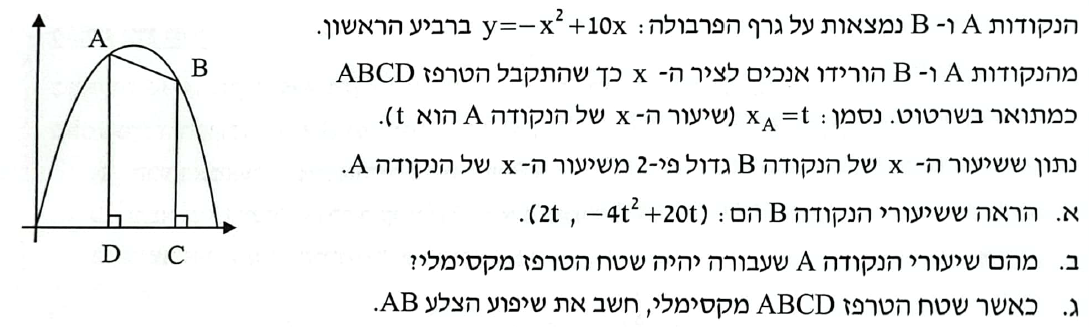 הנקודות A ו- B נמצאות על גרף הפרבולה: y=−x²+10x ברביע הראשון.
מהנקודות A ו- B הורידו אנכים לציר ה- x כך שהתקבל הטרפז ABCD
כמתואר בשרטוט. נסמן: x_A=t (שיעור ה-x של הנקודה A הוא t).
נתון ששיעור ה- x של הנקודה B גדול פי-2 משיעור ה-x של הנקודה A.
א. הראה ששיעורי הנקודה B הם: (2t , −4t²+20t).
ב. מהם שיעורי הנקודה A שעבורה יהיה שטח הטרפז מקסימלי?
ג. כאשר שטח הטרפז ABCD מקסימלי, חשב את שיפוע הצלע AB.
A
B
D
C